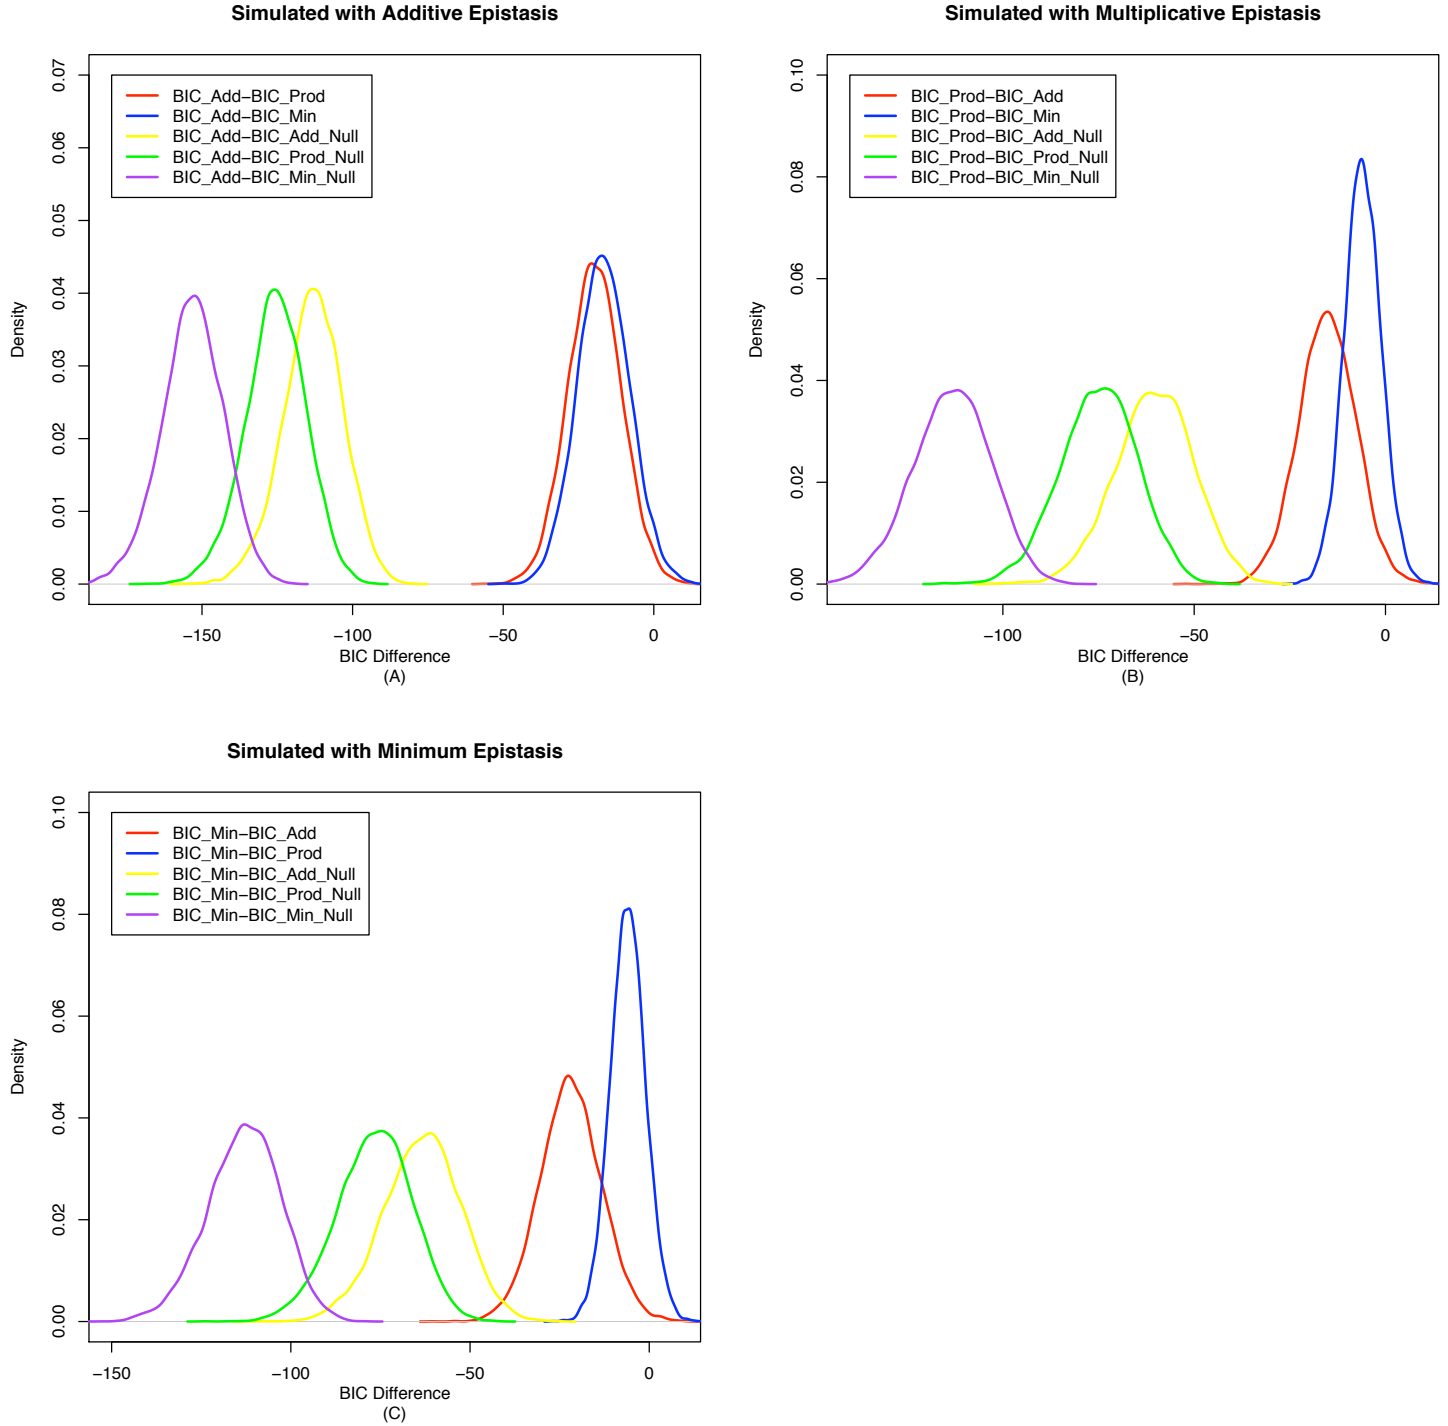 Simulated with Additive Epistasis
0.07
0.06
0.05
0.04
0.03
0.02
0.01
0.00
Density
BIC_Add−BIC_Prod
BIC_Add−BIC_Min
BIC_Add−BIC_Add_Null
BIC_Add−BIC_Prod_Null
BIC_Add−BIC_Min_Null
−150 −100 −50 0
BIC Difference
(A)
Simulated with Multiplicative Epistasis
0.10
0.08
0.06
0.04
0.02
0.00
Density
BIC_Prod−BIC_Add
BIC_Prod−BIC_Min
BIC_Prod−BIC_Add_Null
BIC_Prod−BIC_Prod_Null
BIC_Prod−BIC_Min_Null
−100 −50 0
BIC Difference
(B)
Simulated with Minimum Epistasis
0.10
0.08
0.06
0.04
0.02
0.00
Density
BIC_Min−BIC_Add
BIC_Min−BIC_Prod
BIC_Min−BIC_Add_Null
BIC_Min−BIC_Prod_Null
BIC_Min−BIC_Min_Null
−150 −100 −50 0
BIC Difference
(C)